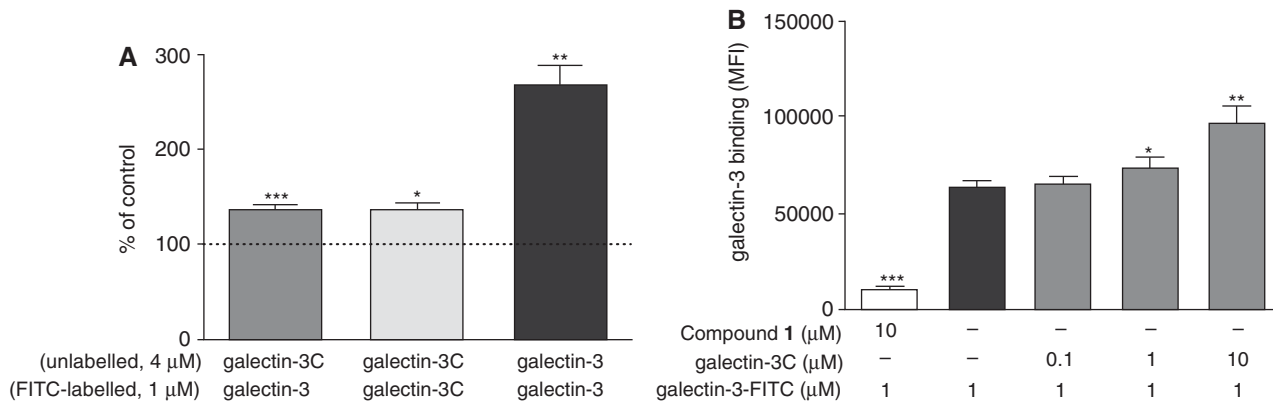 A
300
200
100
0
% of control
***
*
**
(unlabelled, 4 µM) galectin-3C galectin-3C galectin-3
(FITC-labelled, 1 µM) galectin-3 galectin-3C galectin-3
B
150000
100000
50000
0
galectin-3 binding (MFI)
***
*
**
Compound 1 (µM) 10 – – – –
galectin-3C (µM) – – 0.1 1 10
galectin-3-FITC (µM) 1 1 1 1 1